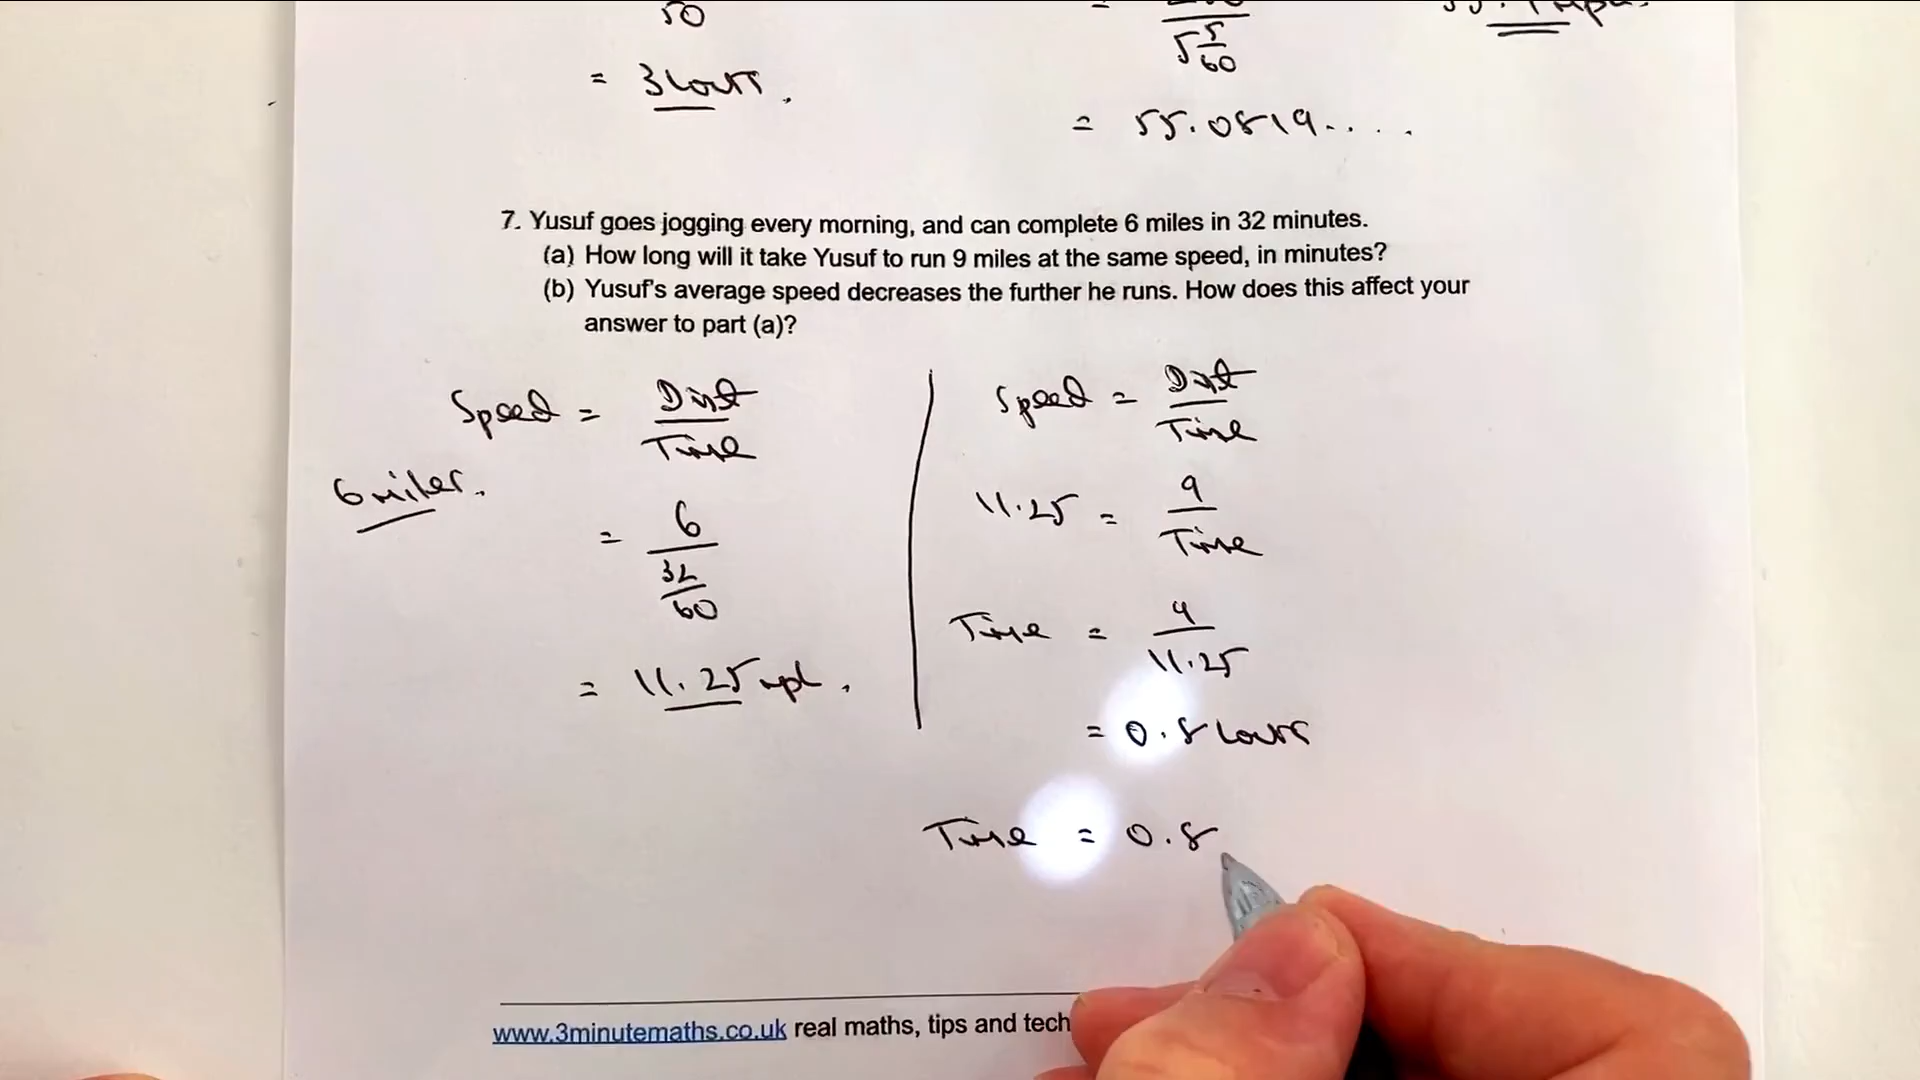 50
= 3 hours.
5 5/60
= 55.0819....
7. Yusuf goes jogging every morning, and can complete 6 miles in 32 minutes.
(a) How long will it take Yusuf to run 9 miles at the same speed, in minutes?
(b) Yusuf's average speed decreases the further he runs. How does this affect your
answer to part (a)?
Speed = Dist
Time
6 miles.
= 6
32
60
= 11.25 mph.
Speed = Dist
Time
11.25 = 9
Time
Time = 9
11.25
= 0.8 hours
Time = 0.8
www.3minutemaths.co.uk real maths, tips and tech